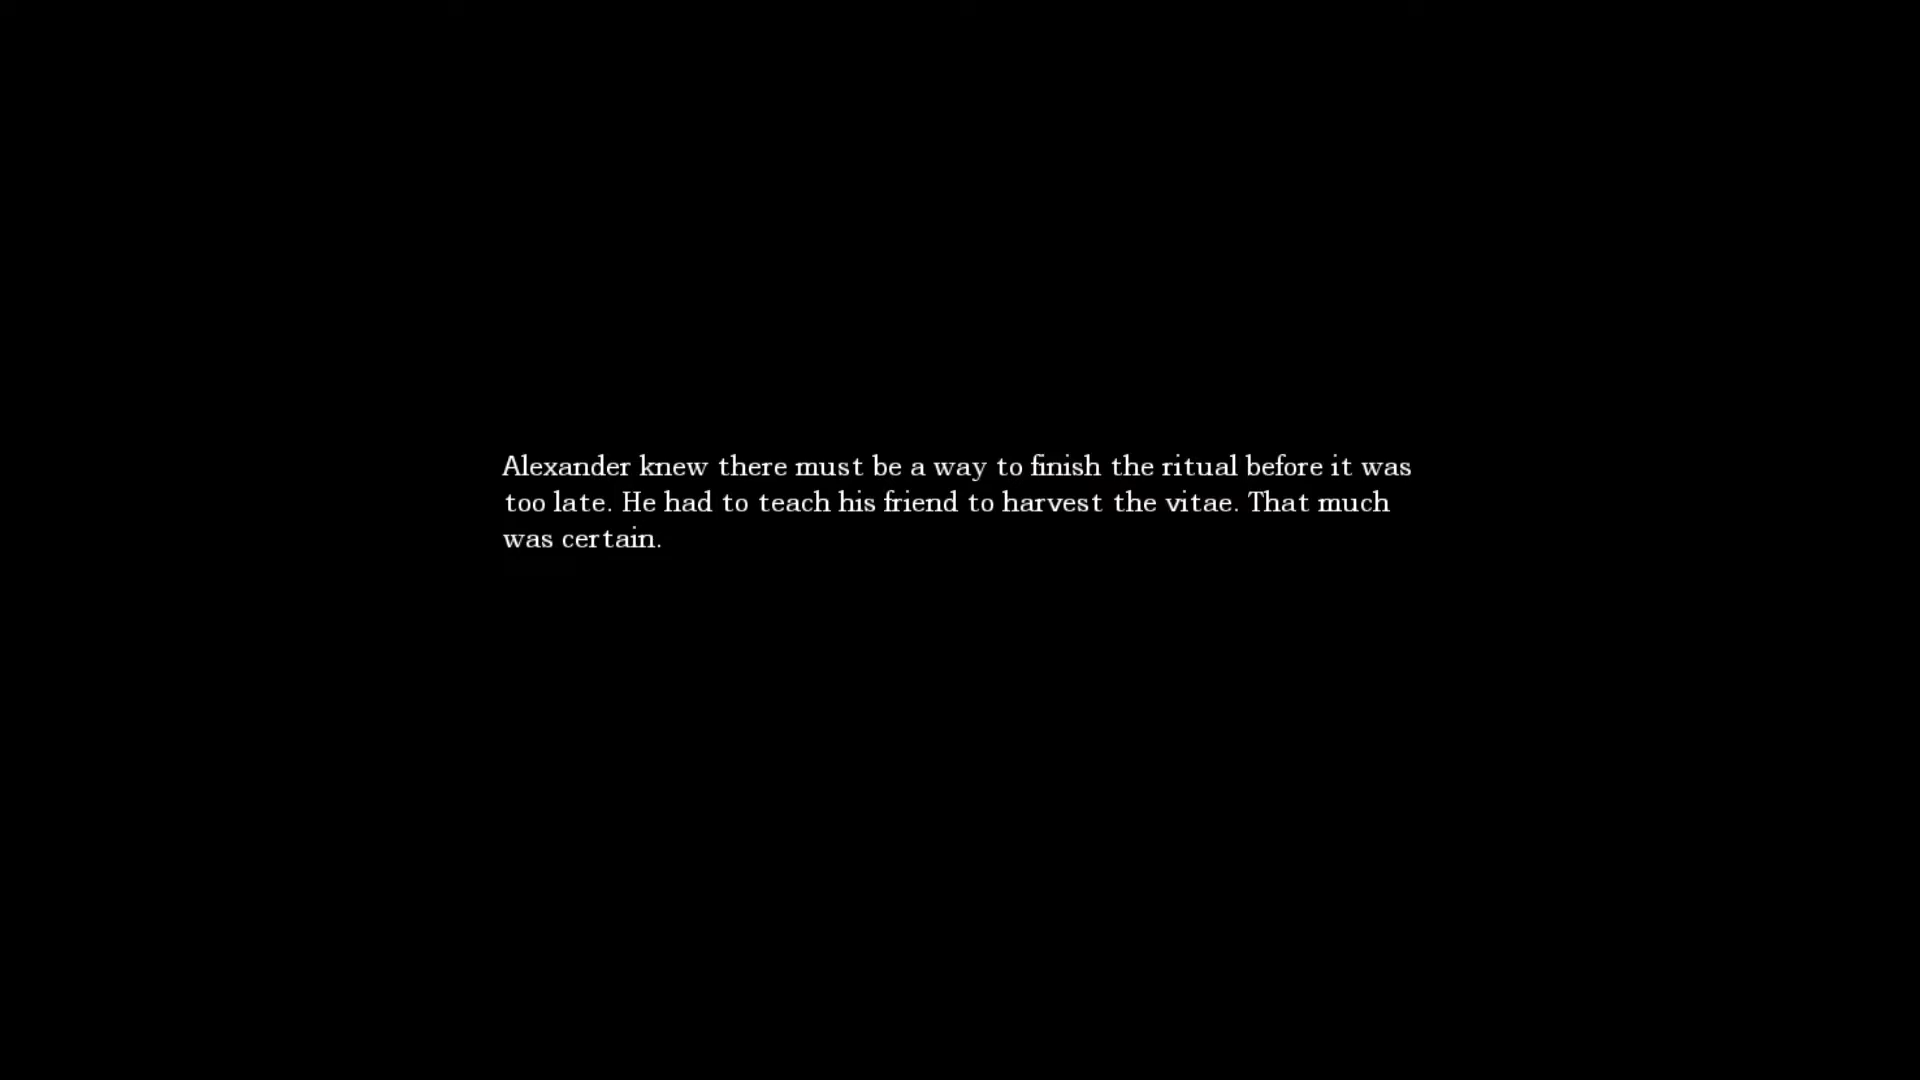 Alexander knew there must be a way to finish the ritual before it was
too late. He had to teach his friend to harvest the vitae. That much
was certain.